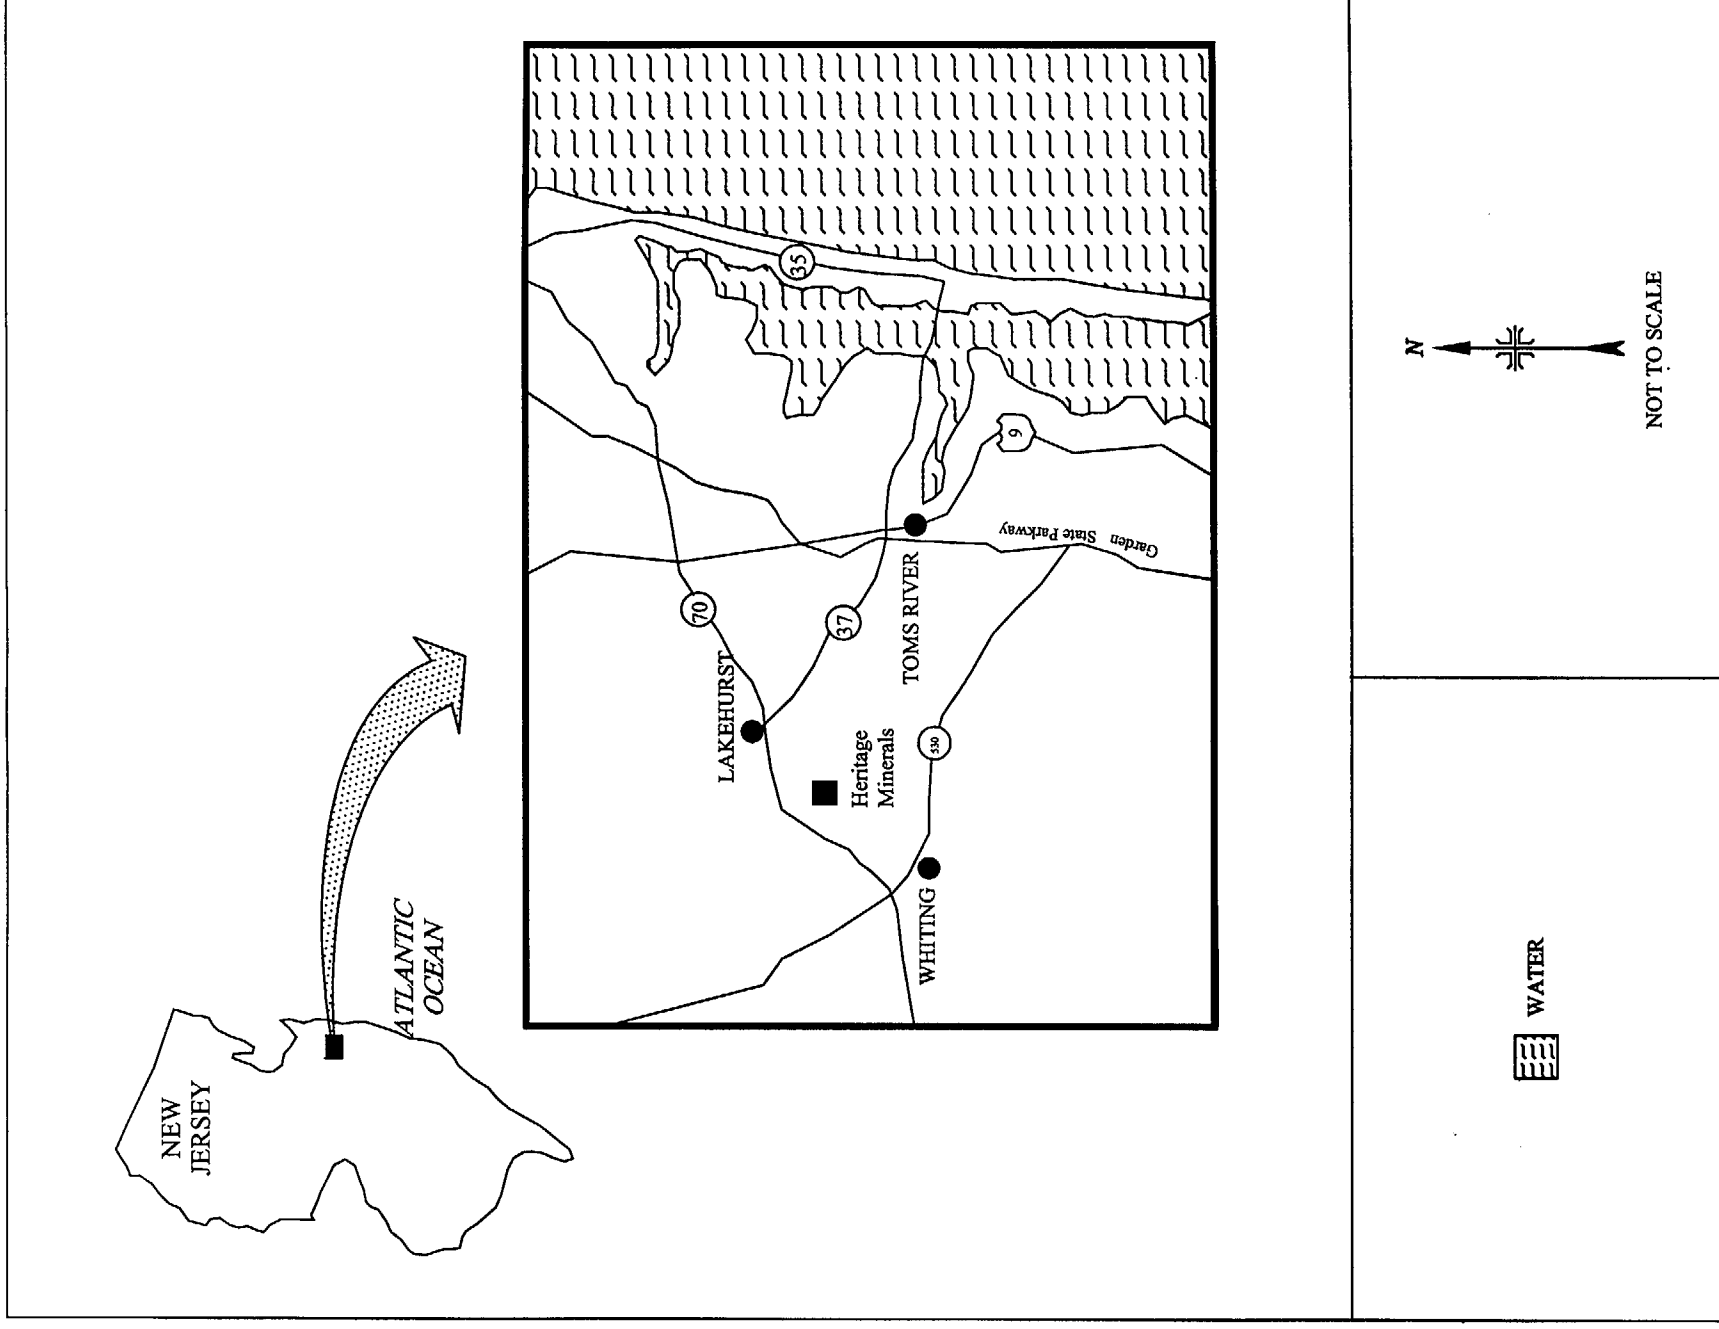 NEW
JERSEY
ATLANTIC
OCEAN
35
70
37
9
530
LAKEHURST
TOMS RIVER
Garden State Parkway
Heritage
Minerals
WHITING
WATER
N
NOT TO SCALE